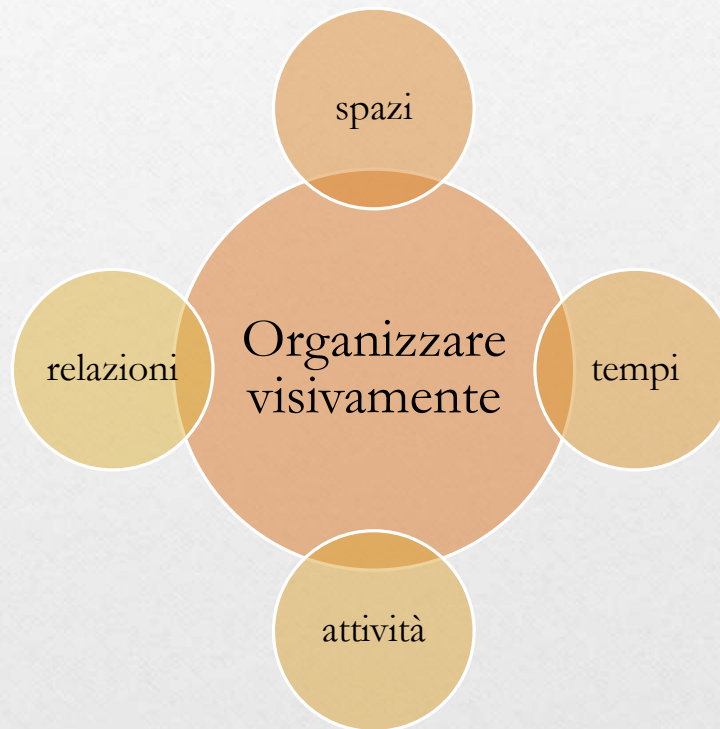 spazi
relazioni
Organizzare
visivamente
tempi
attività